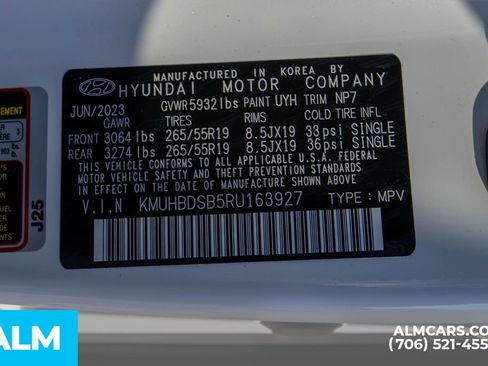 MANUFACTURED IN KOREA BY
HYUNDAI MOTOR COMPANY
JUN/2023 GVWR5932lbs PAINT UYH TRIM NP7
GAWR TIRES RIMS COLD TIRE INFL
FRONT 3064lbs 265/55R19 8.5JX19 33psi SINGLE
REAR 3274lbs 265/55R19 8.5JX19 36psi SINGLE
THIS VEHICLE CONFORMS TO ALL APPLICABLE U.S.A. FEDERAL
MOTOR VEHICLE SAFETY, BUMPER, AND THEFT PREVENTION STANDARDS
IN EFFECT ON THE DATE OF MANUFACTURE SHOWN ABOVE
V.I.N KMUHBDSB5RU163927 TYPE : MPV
J25
3
ALM
ALMCARS.CO
(706) 521-455